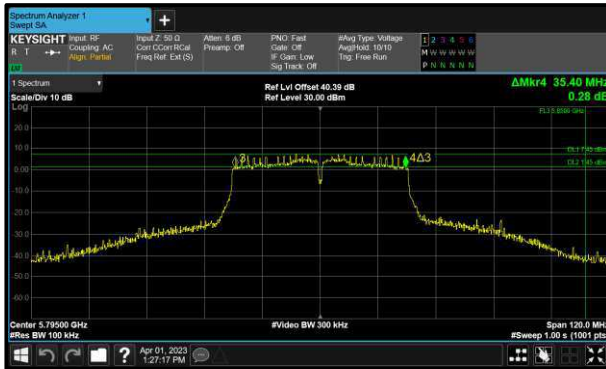 Spectrum Analyzer 1
Swept SA
KEYSIGHT
R T
Input: RF
Coupling: AC
Align: Partial
Input Z: 50 Ω
Corr CCorr RCal
Freq Ref: Ext (S)
Atten: 6 dB
Preamp: Off
PNO: Fast
Gate: Off
IF Gain: Low
Sig Track: Off
#Avg Type: Voltage
Avg|Hold: 10/10
Trig: Free Run
1 2 3 4 5 6
M W W W W W
P N N N N N
1 Spectrum
Scale/Div 10 dB
Ref Lvl Offset 40.39 dB
Ref Level 30.00 dBm
ΔMkr4 35.40 MHz
0.28 dB
Log
20.0
10.0
0.00
-10.0
-20.0
-30.0
-40.0
-50.0
-60.0
3
4Δ3
Center 5.79500 GHz
#Res BW 100 kHz
#Video BW 300 kHz
Span 120.0 MHz
#Sweep 1.00 s (1001 pts)
?
Apr 01, 2023
1:27:17 PM